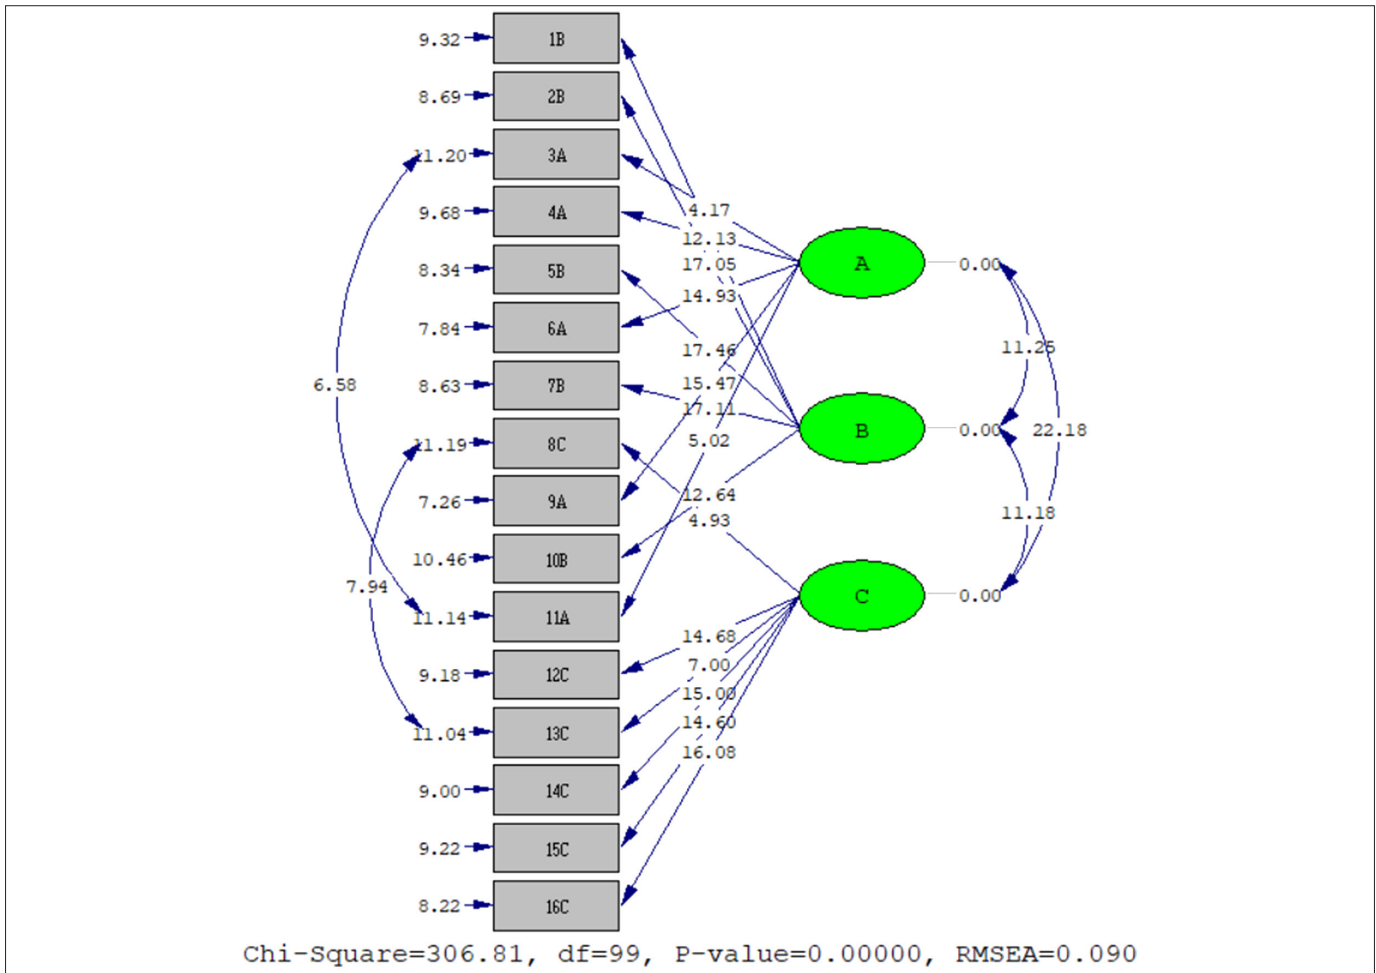 9.32 1B
8.69 2B
11.20 3A
4.17
9.68 4A
12.13
A 0.00
17.05
8.34 5B
14.93
7.84 6A
17.46
11.25
6.58
8.63 7B
15.47
17.11
B 0.00
22.18
11.19 8C
5.02
7.26 9A
12.64
4.93
11.18
10.46 10B
7.94
C 0.00
11.14 11A
14.68
9.18 12C
7.00
15.00
11.04 13C
14.60
16.08
9.00 14C
9.22 15C
8.22 16C
Chi-Square=306.81, df=99, P-value=0.00000, RMSEA=0.090